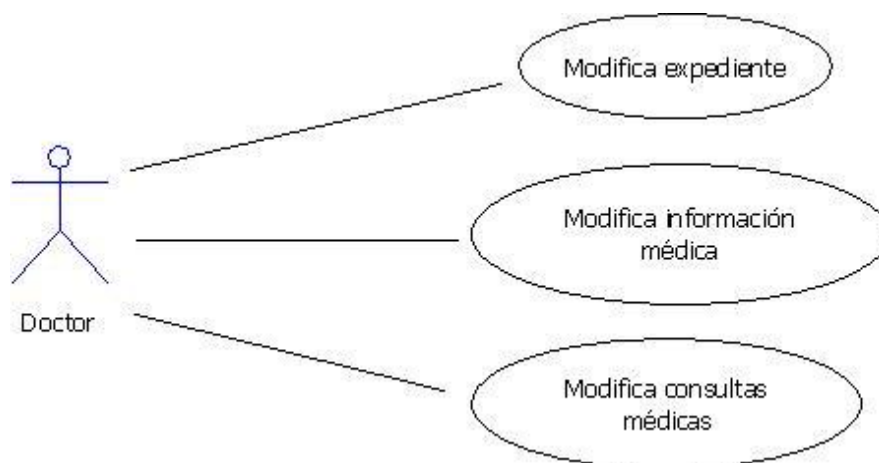 Modifica expediente
Modifica información
médica
Doctor
Modifica consultas
médicas